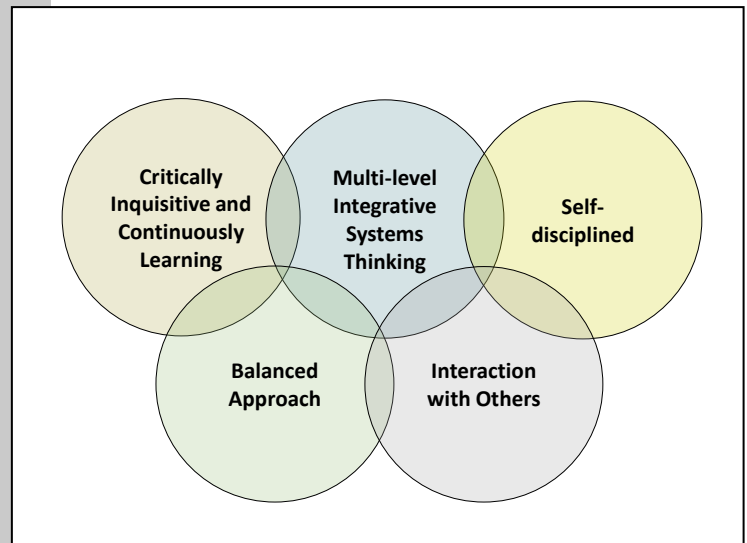 Critically
Inquisitive and
Continuously
Learning
Multi-level
Integrative
Systems
Thinking
Self-
disciplined
Balanced
Approach
Interaction
with Others